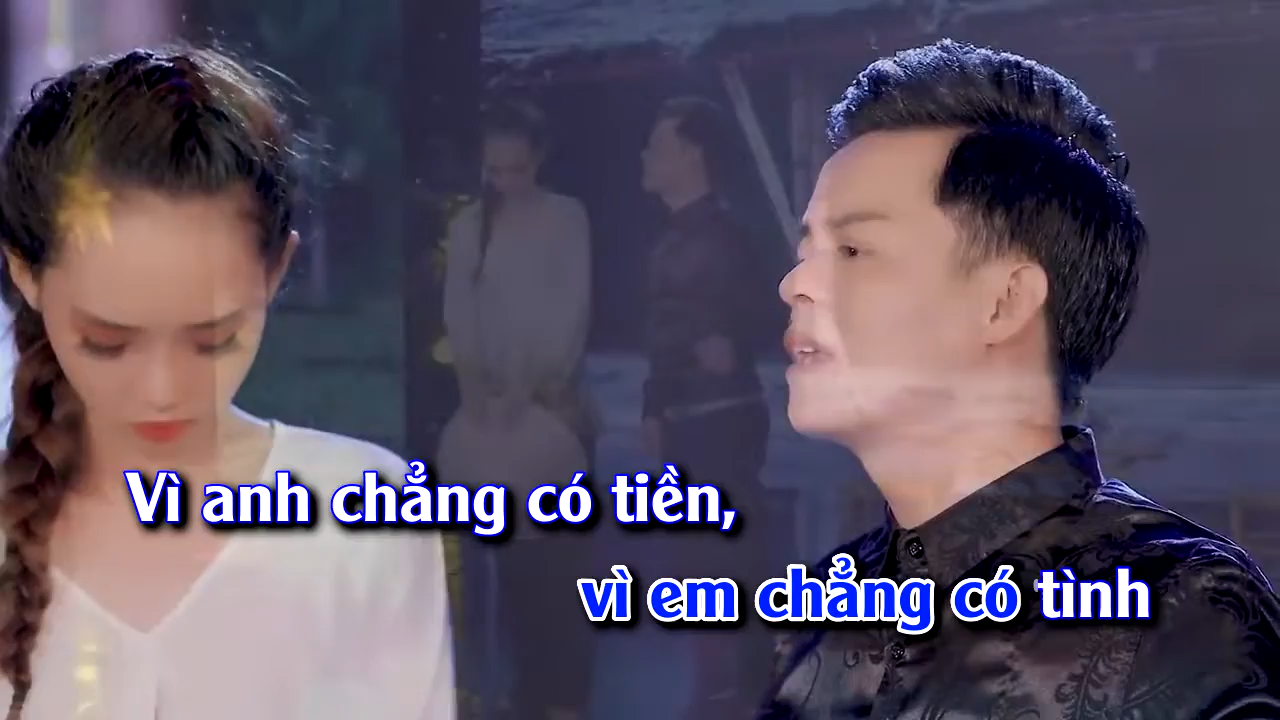 Vì anh chẳng có tiền,
vì em chẳng có tình